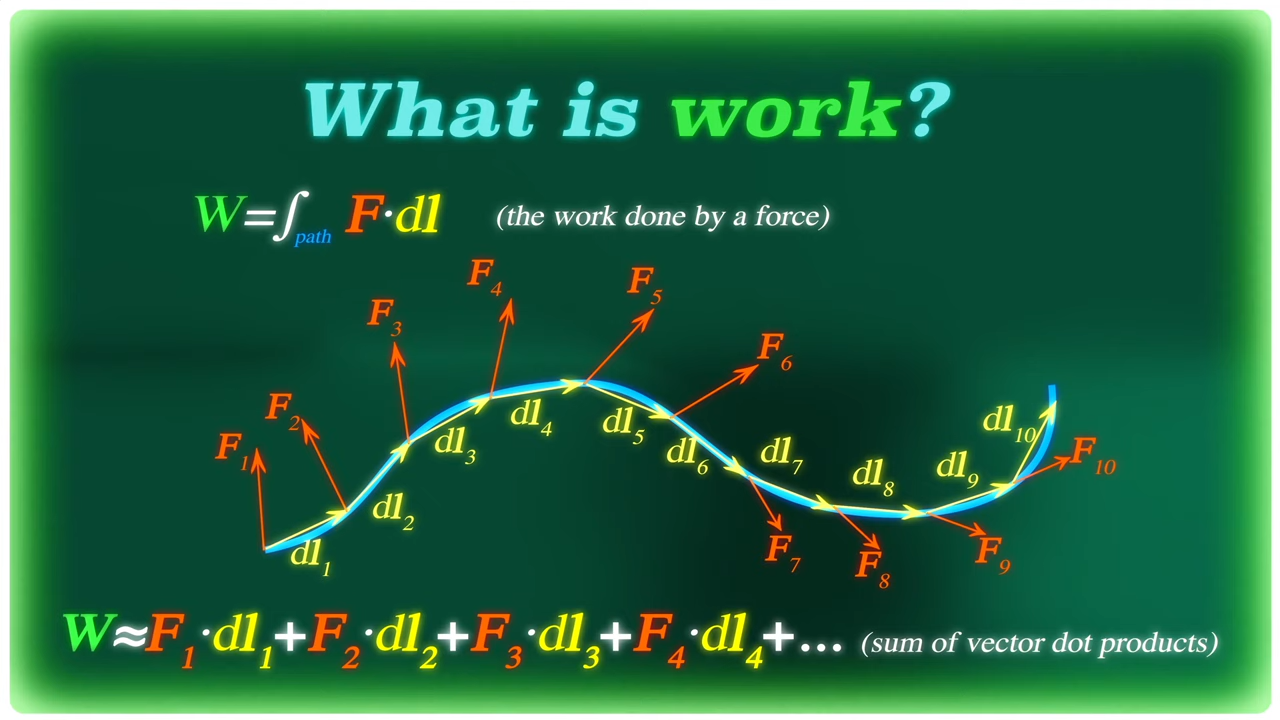 What is work?
W=∫path F·dl (the work done by a force)
F4 F5
F3
F6
F2
dl4 dl5 dl10
F1 dl3 dl6 dl7 F10
dl9
dl8
dl2
dl1 F7 F8 F9
W≈F1·dl1+F2·dl2+F3·dl3+F4·dl4+... (sum of vector dot products)